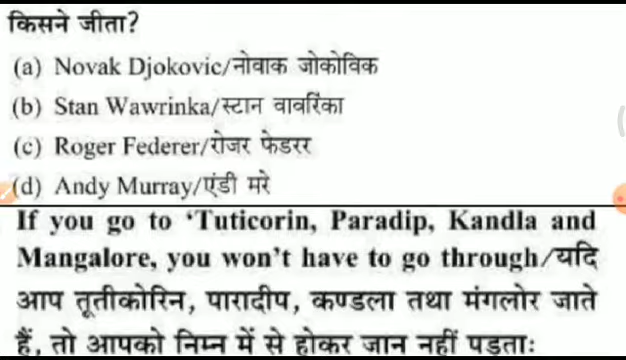 किसने जीता?
(a) Novak Djokovic/नोवाक जोकोविक
(b) Stan Wawrinka/स्टान वावरिंका
(c) Roger Federer/रोजर फेडरर
(d) Andy Murray/एंडी मरे
If you go to ‘Tuticorin, Paradip, Kandla and
Mangalore, you won’t have to go through/यदि
आप तूतीकोरिन, पारादीप, कण्डला तथा मंगलोर जाते
हैं, तो आपको निम्न में से होकर जान नहीं पड़ताः